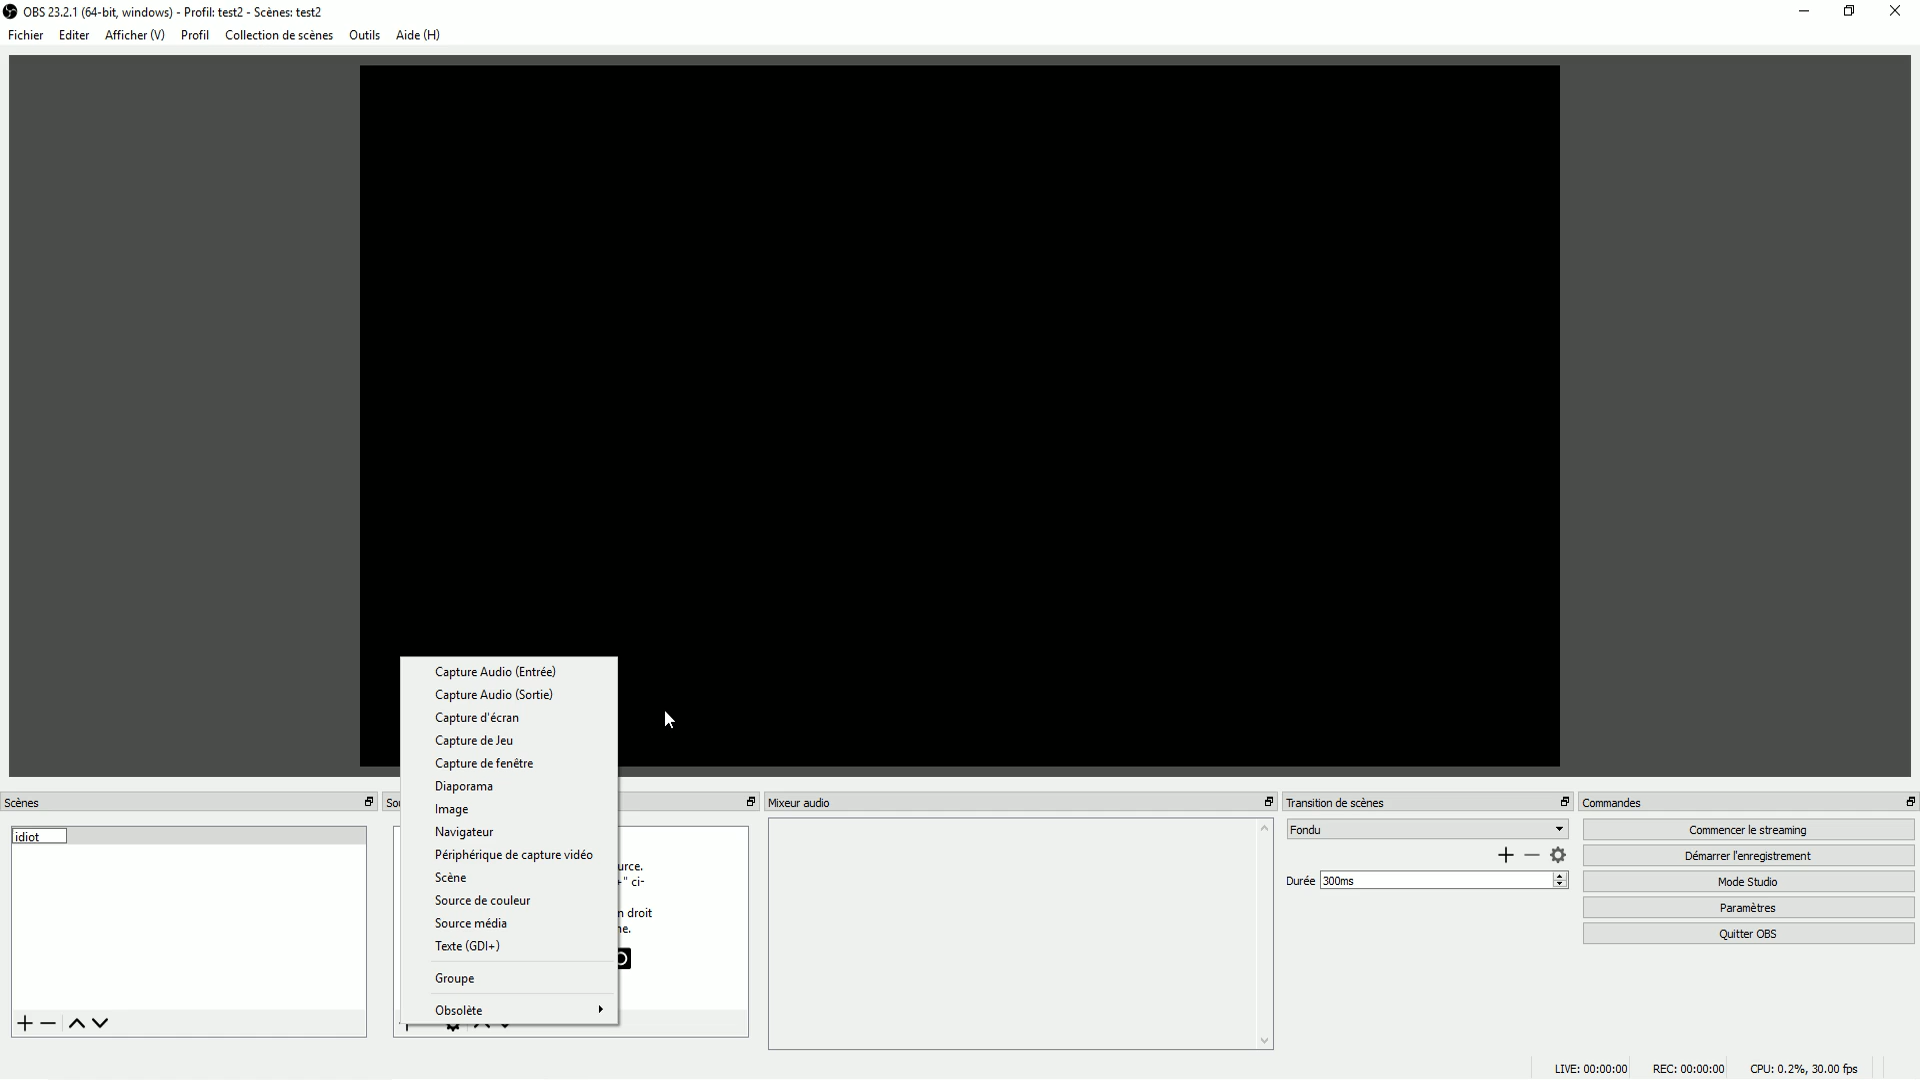 OBS 23.2.1 (64-bit, windows) - Profil: test2 - Scènes: test2
Fichier Editer Afficher (V) Profil Collection de scènes Outils Aide (H)
Capture Audio (Entrée)
Capture Audio (Sortie)
Capture d'écran
Capture de Jeu
Capture de fenêtre
Diaporama
Image
Navigateur
Périphérique de capture vidéo
Scène
Source de couleur
Source média
Texte (GDI+)
Groupe
Obsolète
Scènes
idiot
Sou
urce.
+" ci-
n droit
ne.
Mixeur audio
Transition de scènes
Fondu
Durée 300ms
Commandes
Commencer le streaming
Démarrer l'enregistrement
Mode Studio
Paramètres
Quitter OBS
LIVE: 00:00:00 REC: 00:00:00 CPU: 0.2%, 30.00 fps